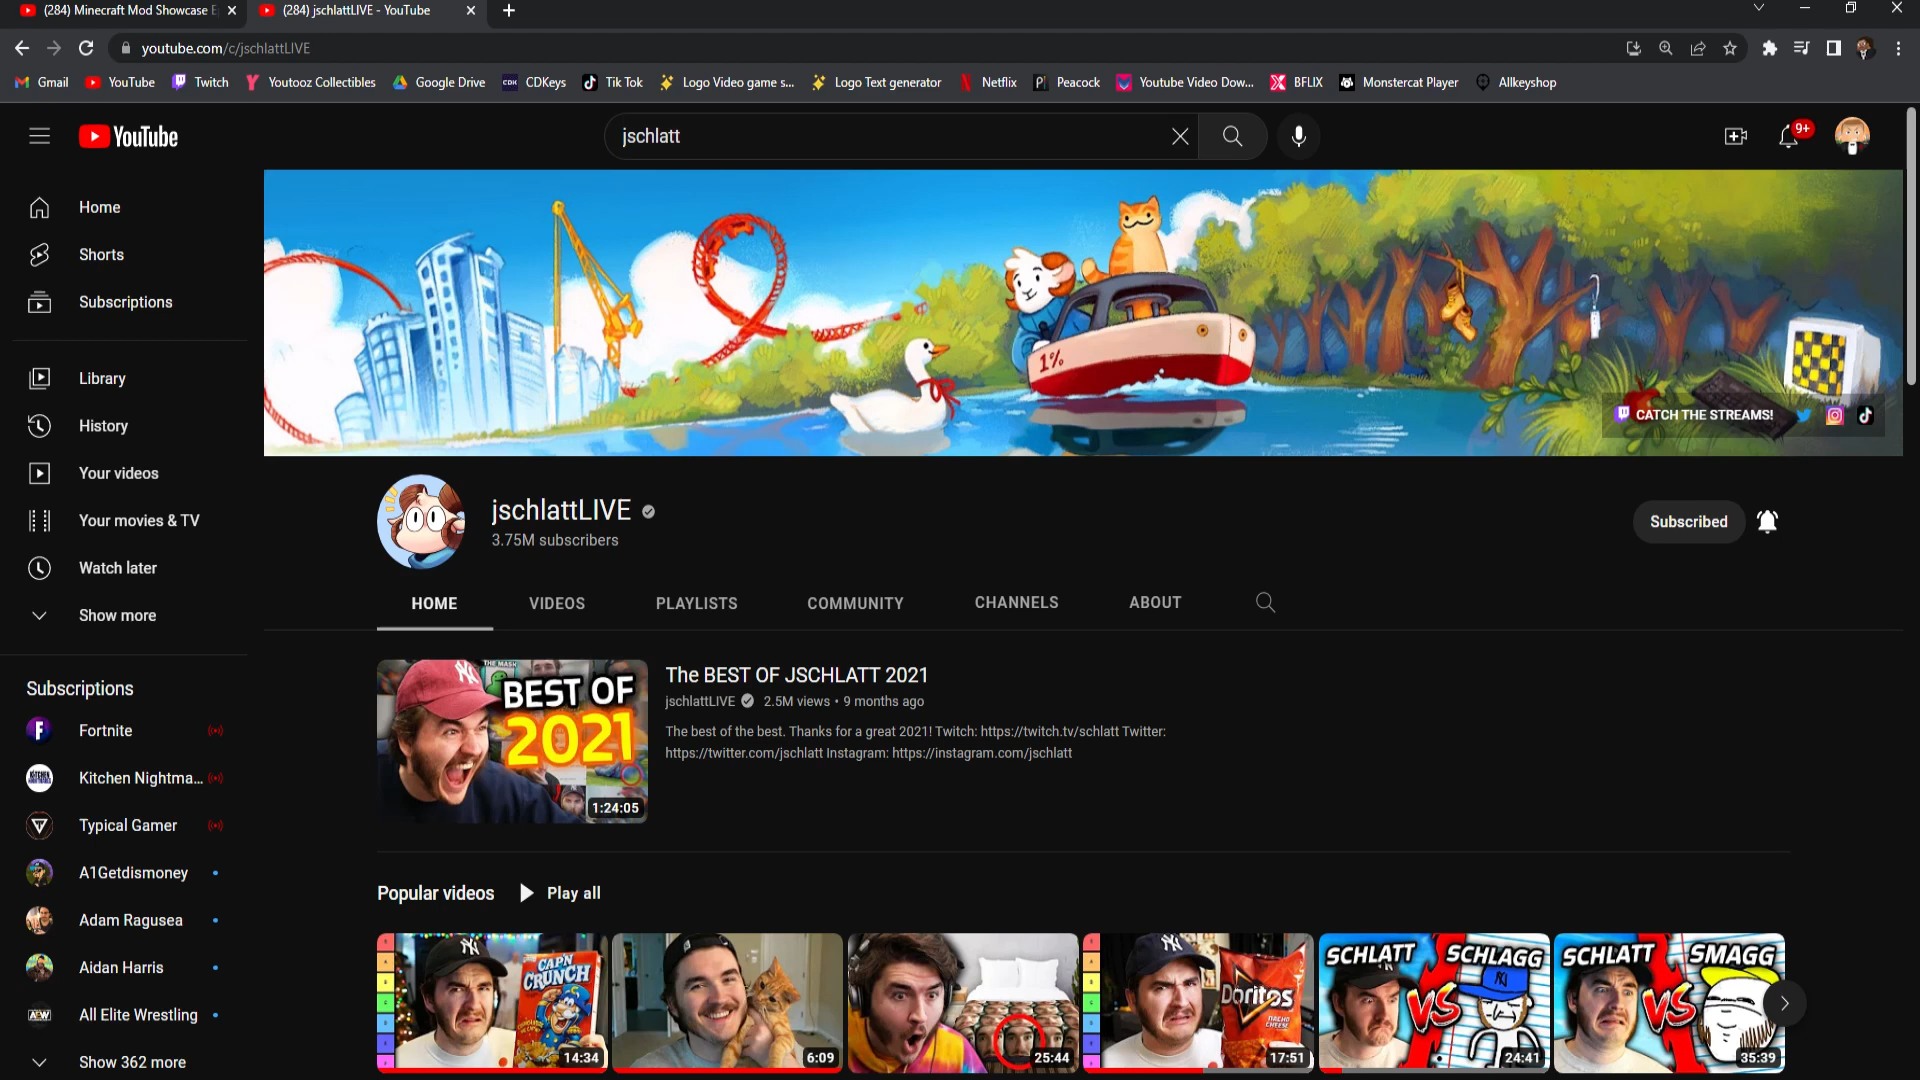 (284) Minecraft Mod Showcase E
(284) jschlattLIVE - YouTube
youtube.com/c/jschlattLIVE
Gmail
YouTube
Twitch
Youtooz Collectibles
Google Drive
CDK
CDKeys
Tik Tok
Logo Video game s...
Logo Text generator
Netflix
Peacock
Youtube Video Dow...
BFLIX
Monstercat Player
Allkeyshop
YouTube
jschlatt
9+
Home
Shorts
Subscriptions
Library
History
Your videos
Your movies & TV
Watch later
Show more
Subscriptions
Fortnite
Kitchen Nightma...
Typical Gamer
A1Getdismoney
Adam Ragusea
Aidan Harris
All Elite Wrestling
Show 362 more
1%
CATCH THE STREAMS!
jschlattLIVE
3.75M subscribers
Subscribed
HOME
VIDEOS
PLAYLISTS
COMMUNITY
CHANNELS
ABOUT
THE MASK
BEST OF
2021
1:24:05
The BEST OF JSCHLATT 2021
jschlattLIVE 2.5M views • 9 months ago
The best of the best. Thanks for a great 2021! Twitch: https://twitch.tv/schlatt Twitter:
https://twitter.com/jschlatt Instagram: https://instagram.com/jschlatt
Popular videos
Play all
CAP'N
CRUNCH
14:34
6:09
25:44
Doritos
NACHO
CHEESE
17:51
SCHLATT
SCHLAGG
VS
24:41
SCHLATT
SMAGG
VS
35:39